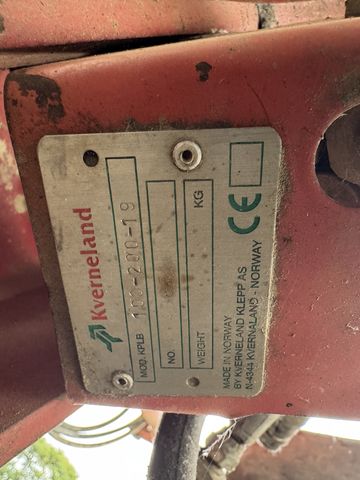 Kverneland
MOD. KPLB 100-200-19
NO.
WEIGHT KG
MADE IN NORWAY
BY KVERNELAND KLEPP AS
N-4344 KVERNALAND - NORWAY
CE